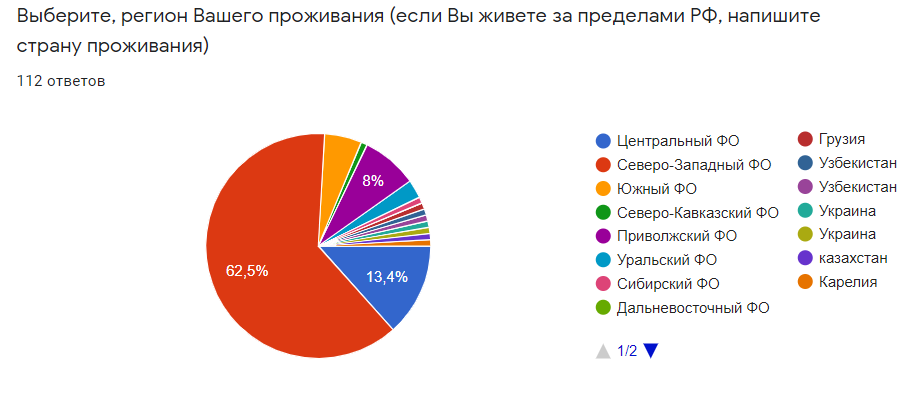 Выберите, регион Вашего проживания (если Вы живете за пределами РФ, напишите
страну проживания)
112 ответов
8%
62,5%
13,4%
Центральный ФО
Северо-Западный ФО
Южный ФО
Северо-Кавказский ФО
Приволжский ФО
Уральский ФО
Сибирский ФО
Дальневосточный ФО
Грузия
Узбекистан
Узбекистан
Украина
Украина
казахстан
Карелия
1/2